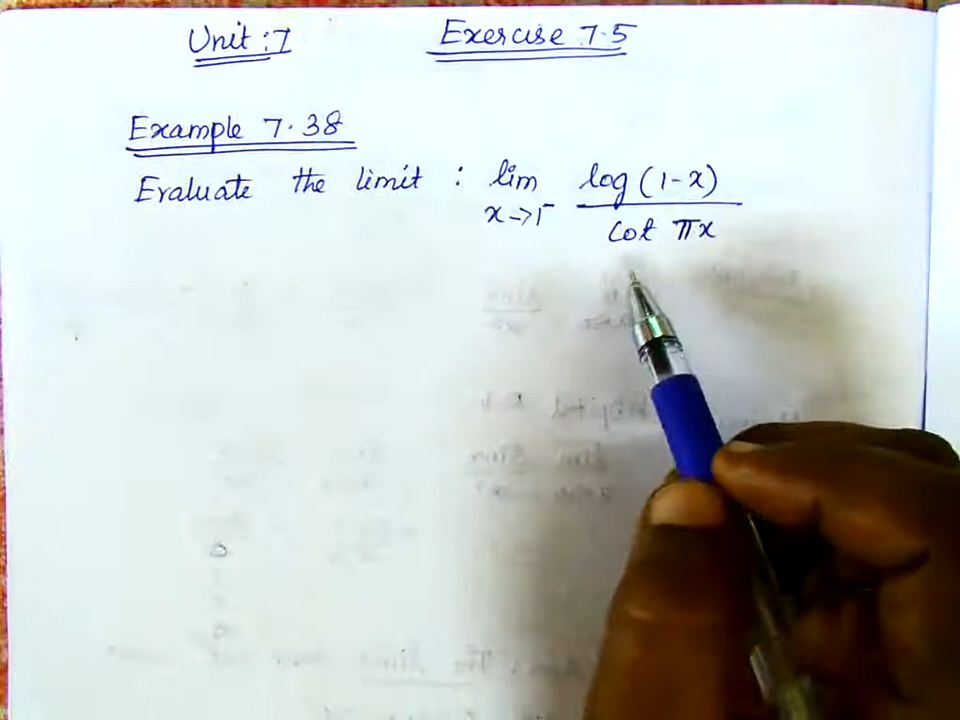 Unit : 7 Exercise 7.5
Example 7.38
Evaluate the limit : lim log (1-x)
x->1⁻ cot πx